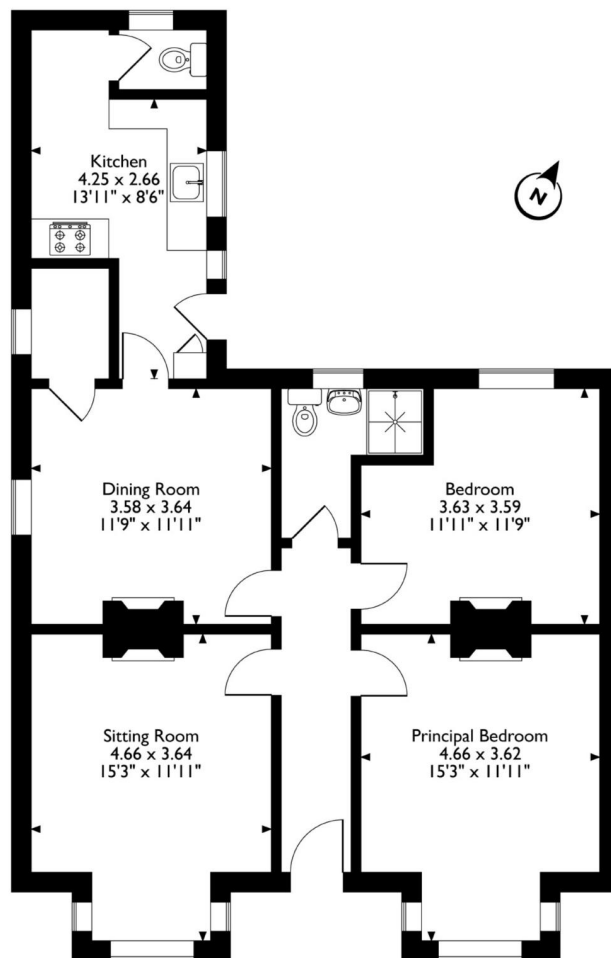 Kitchen
4.25 x 2.66
13'11" x 8'6"
N
Dining Room
3.58 x 3.64
11'9" x 11'11"
Bedroom
3.63 x 3.59
11'11" x 11'9"
Sitting Room
4.66 x 3.64
15'3" x 11'11"
Principal Bedroom
4.66 x 3.62
15'3" x 11'11"